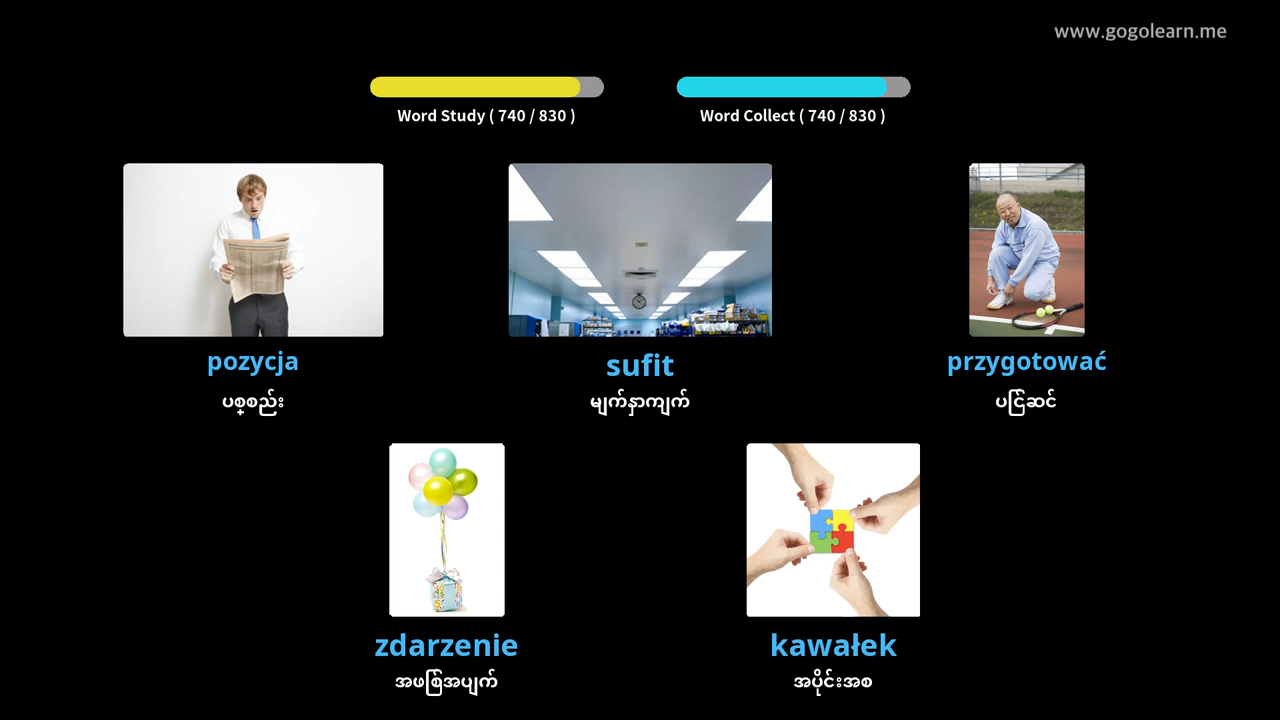 www.gogolearn.me
Word Study ( 740 / 830 )
Word Collect ( 740 / 830 )
pozycja
ပစ္စည်း
sufit
မျက်နှာကျက်
przygotować
ပြင်ဆင်
zdarzenie
အဖြစ်အပျက်
kawałek
အပိုင်းအစ